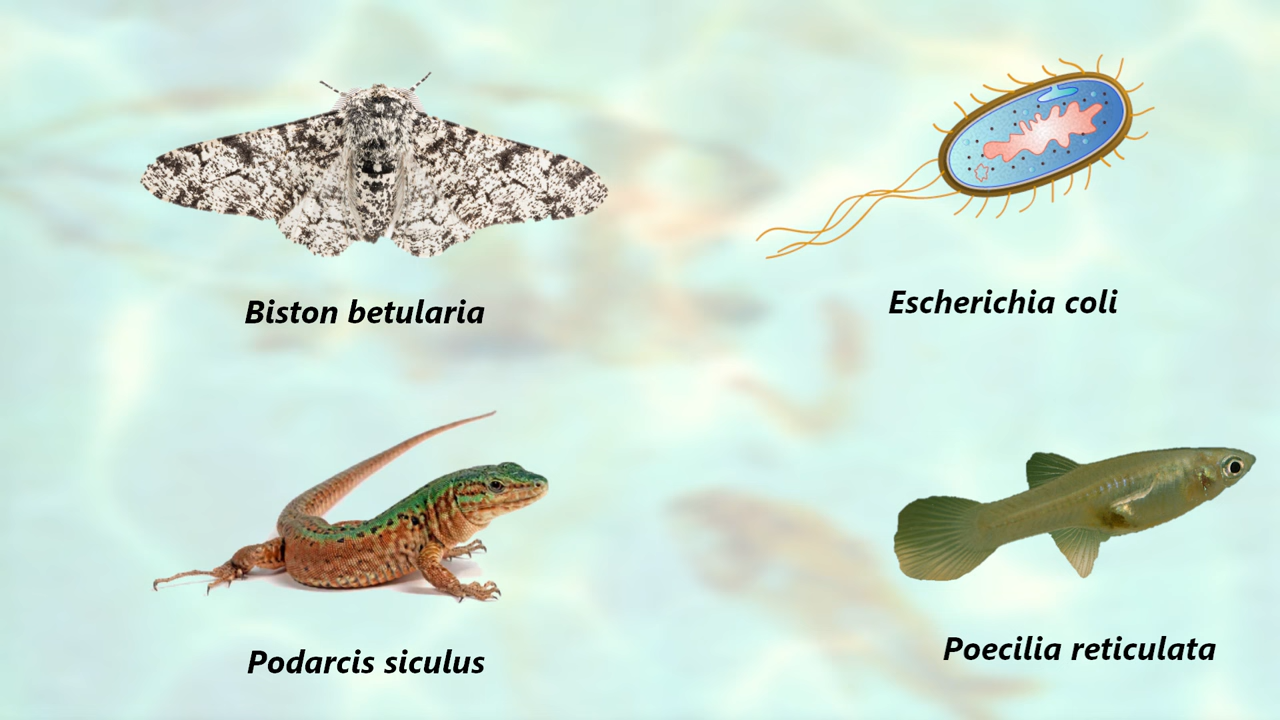 Biston betularia
Escherichia coli
Podarcis siculus
Poecilia reticulata